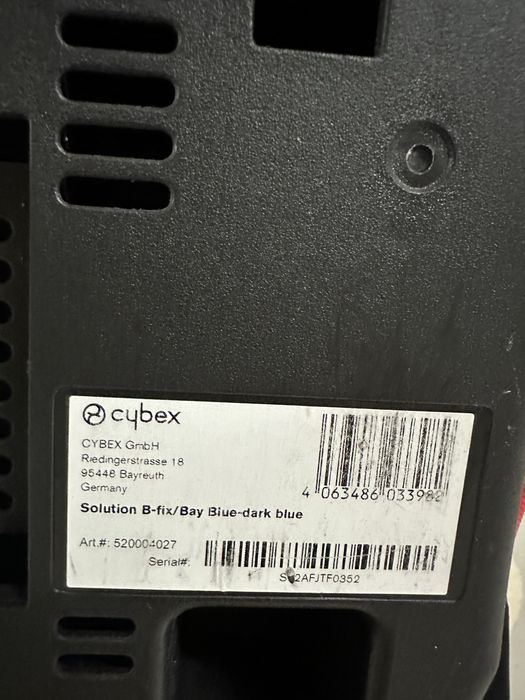 cybex
CYBEX GmbH
Riedingerstrasse 18
95448 Bayreuth
Germany
4 063486 033982
Solution B-fix/Bay Blue-dark blue
Art.#: 520004027
Serial#: